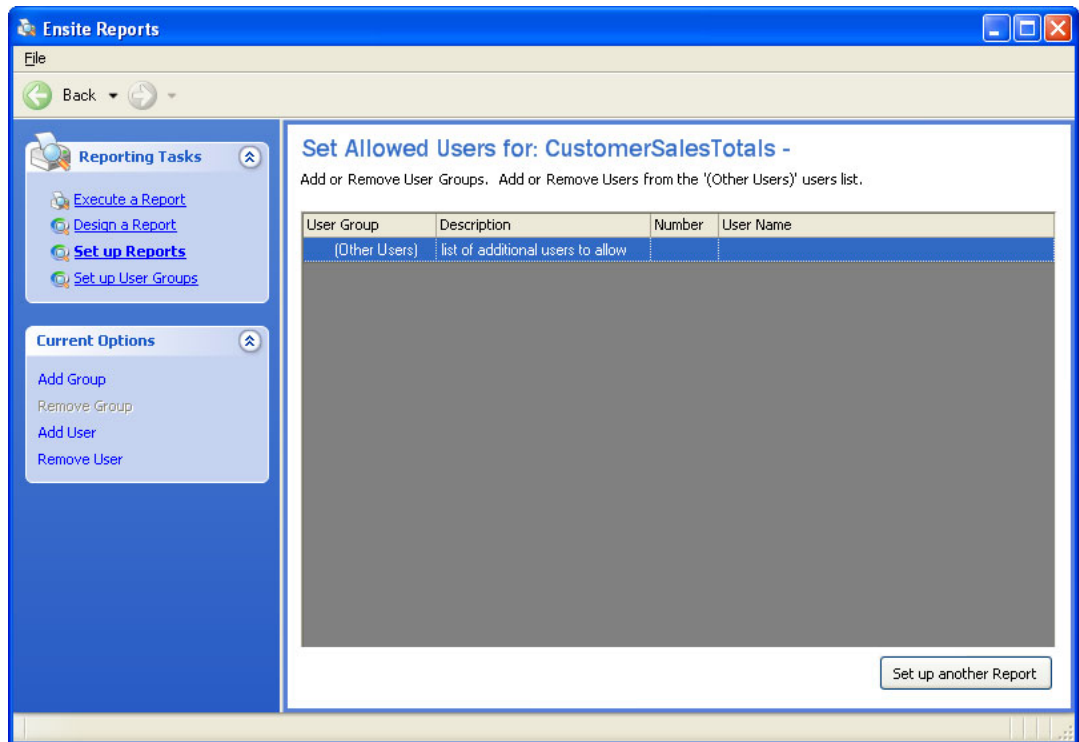 Ensite Reports
File
Back
Reporting Tasks
Execute a Report
Design a Report
Set up Reports
Set up User Groups
Current Options
Add Group
Remove Group
Add User
Remove User
Set Allowed Users for: CustomerSalesTotals -
Add or Remove User Groups. Add or Remove Users from the '(Other Users)' users list.
User Group Description Number User Name
(Other Users) list of additional users to allow
Set up another Report